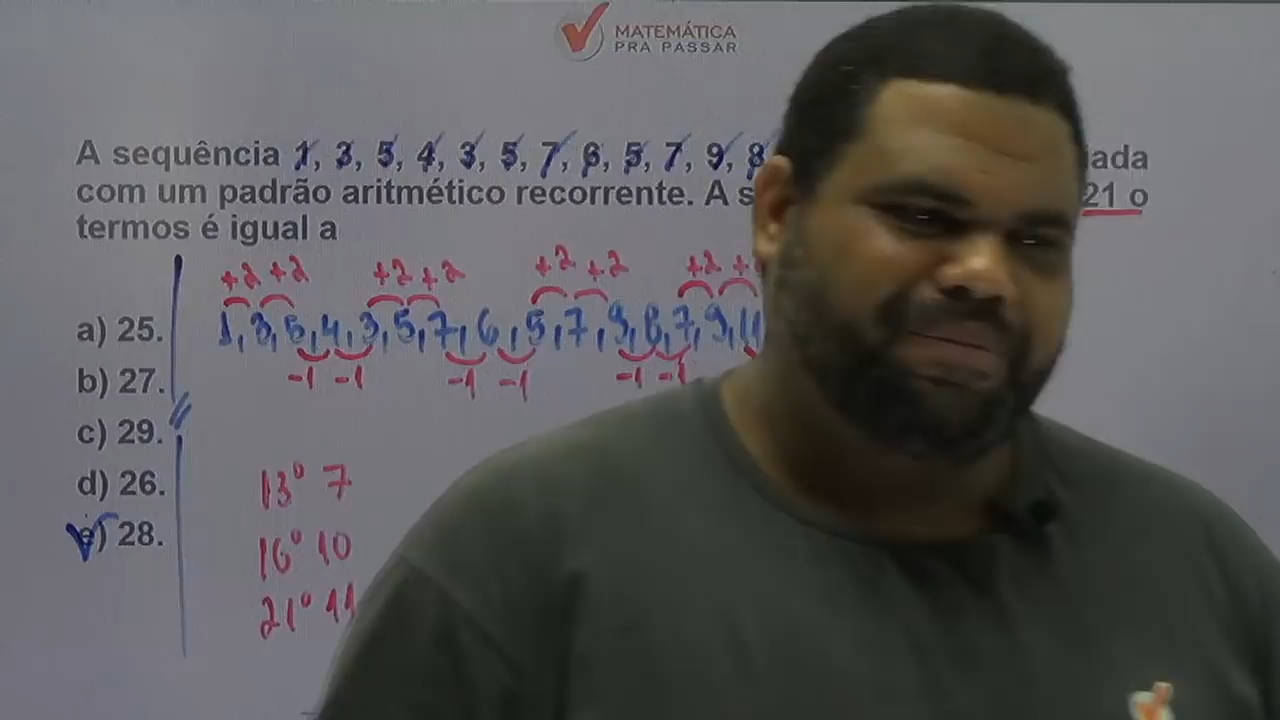 MATEMÁTICA
PRA PASSAR
A sequência 1, 3, 5, 4, 3, 5, 7, 6, 5, 7, 9, 8
com um padrão aritmético recorrente. A s 21 o
termos é igual a
+2 +2 +2 +2 +2 +2 +2
a) 25. 1, 3, 5, 4, 3, 5, 7, 6, 5, 7, 9, 8, 7, 9, 11
-1 -1 -1 -1 -1 -1
b) 27.
c) 29.
d) 26. 13º 7
e) 28. 16º 10
21º 11